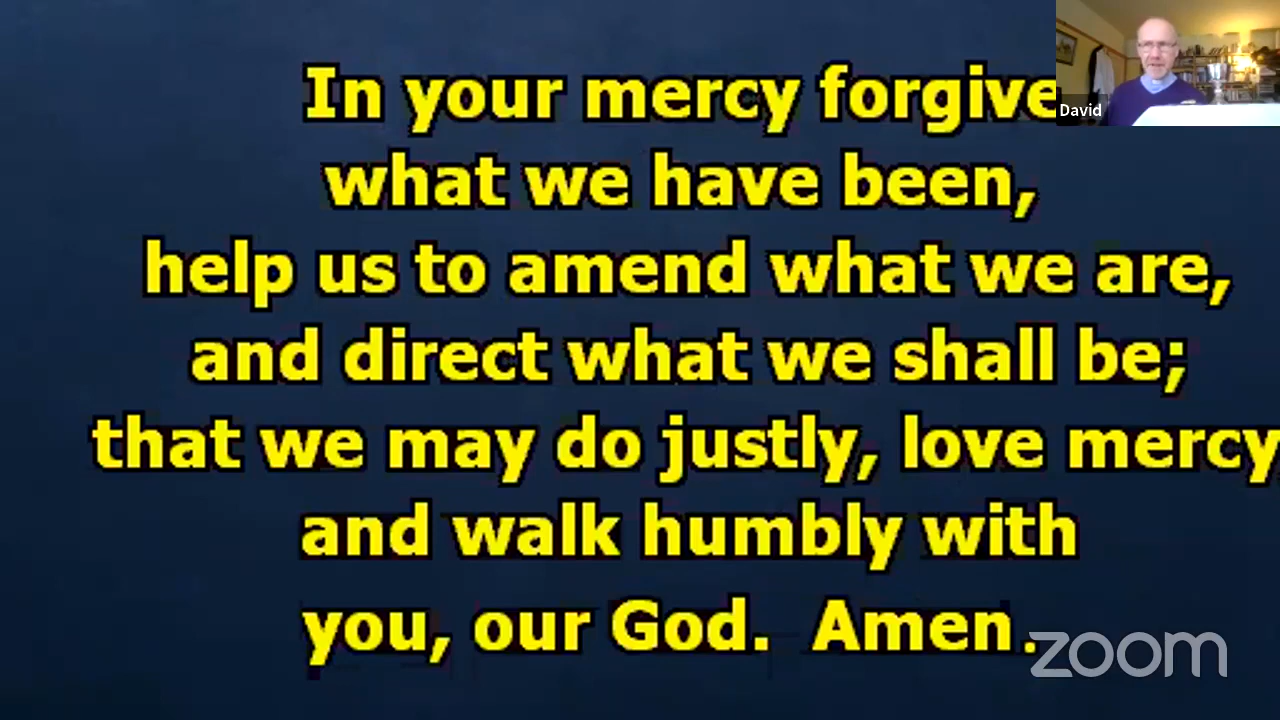 In your mercy forgive
what we have been,
help us to amend what we are,
and direct what we shall be;
that we may do justly, love mercy
and walk humbly with
you, our God.  Amen.
David
zoom